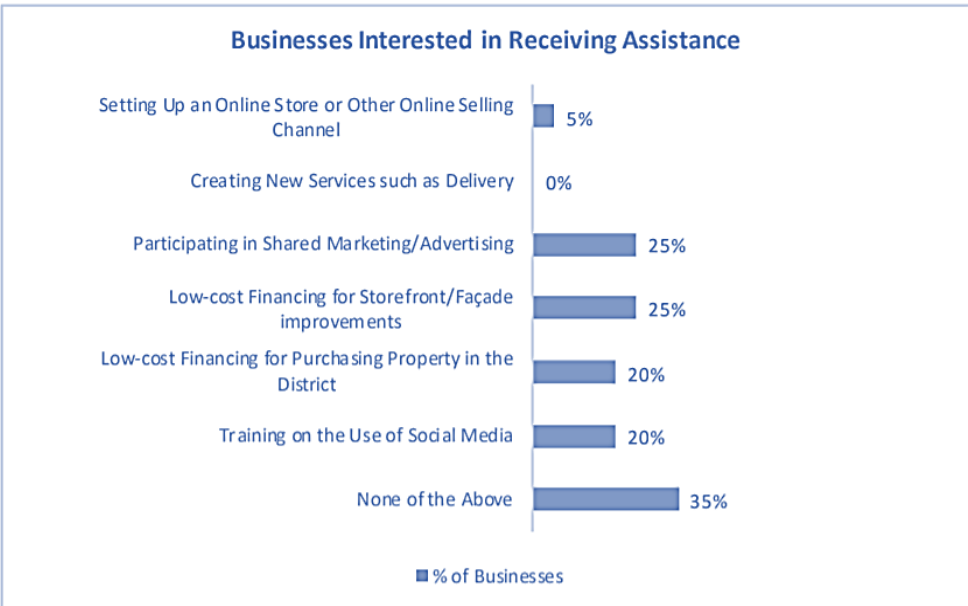 Businesses Interested in Receiving Assistance
Setting Up an Online Store or Other Online Selling
Channel
5%
Creating New Services such as Delivery
0%
Participating in Shared Marketing/Advertising
25%
Low-cost Financing for Storefront/Façade
improvements
25%
Low-cost Financing for Purchasing Property in the
District
20%
Training on the Use of Social Media
20%
None of the Above
35%
% of Businesses